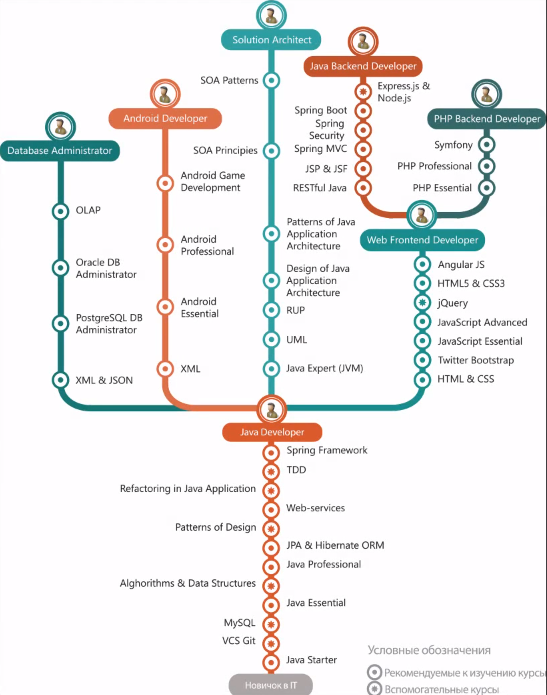 Solution Architect
SOA Patterns
SOA Principies
Patterns of Java
Application
Architecture
Design of Java
Application
Architecture
RUP
UML
Java Expert (JVM)
Java Backend Developer
Express.js &
Node.js
Spring Boot
Spring
Security
Spring MVC
JSP & JSF
RESTful Java
PHP Backend Developer
Symfony
PHP Professional
PHP Essential
Web Frontend Developer
Angular JS
HTML5 & CSS3
jQuery
JavaScript Advanced
JavaScript Essential
Twitter Bootstrap
HTML & CSS
Android Developer
Android Game
Development
Android
Professional
Android
Essential
XML
Database Administrator
OLAP
Oracle DB
Administrator
PostgreSQL DB
Administrator
XML & JSON
Java Developer
Spring Framework
TDD
Refactoring in Java Application
Web-services
Patterns of Design
JPA & Hibernate ORM
Java Professional
Alghorithms & Data Structures
Java Essential
MySQL
VCS Git
Java Starter
Новичок в IT
Условные обозначения
Рекомендуемые к изучению курсы
Вспомогательные курсы